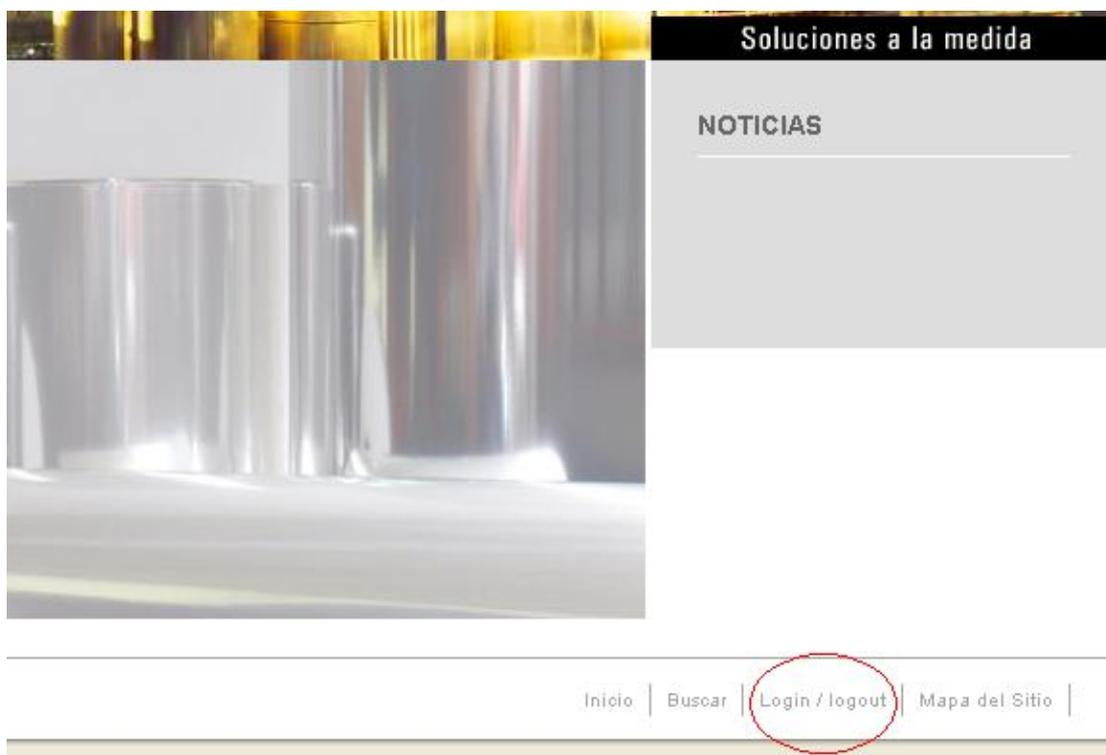 Soluciones a la medida
NOTICIAS
Inicio | Buscar | Login / logout | Mapa del Sitio |